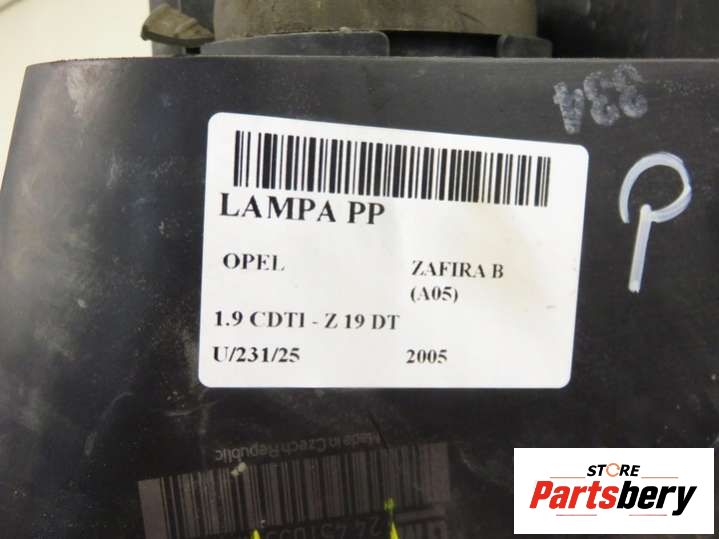 33A
LAMPA PP
OPEL ZAFIRA B
(A05)
1.9 CDTI - Z 19 DT
U/231/25 2005
Made in Czech Republic
STORE
Partsbery